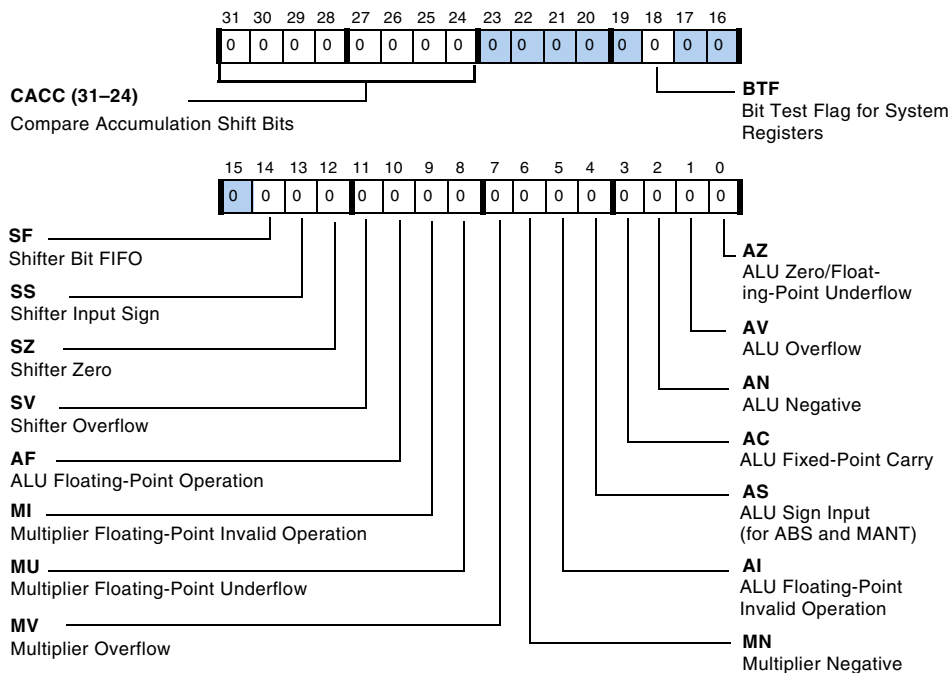 31 30 29 28 27 26 25 24 23 22 21 20 19 18 17 16
0 0 0 0 0 0 0 0 0 0 0 0 0 0 0 0
CACC (31–24)
Compare Accumulation Shift Bits
BTF
Bit Test Flag for System
Registers
15 14 13 12 11 10 9 8 7 6 5 4 3 2 1 0
0 0 0 0 0 0 0 0 0 0 0 0 0 0 0 0
SF
Shifter Bit FIFO
SS
Shifter Input Sign
SZ
Shifter Zero
SV
Shifter Overflow
AF
ALU Floating-Point Operation
MI
Multiplier Floating-Point Invalid Operation
MU
Multiplier Floating-Point Underflow
MV
Multiplier Overflow
AZ
ALU Zero/Float-
ing-Point Underflow
AV
ALU Overflow
AN
ALU Negative
AC
ALU Fixed-Point Carry
AS
ALU Sign Input
(for ABS and MANT)
AI
ALU Floating-Point
Invalid Operation
MN
Multiplier Negative